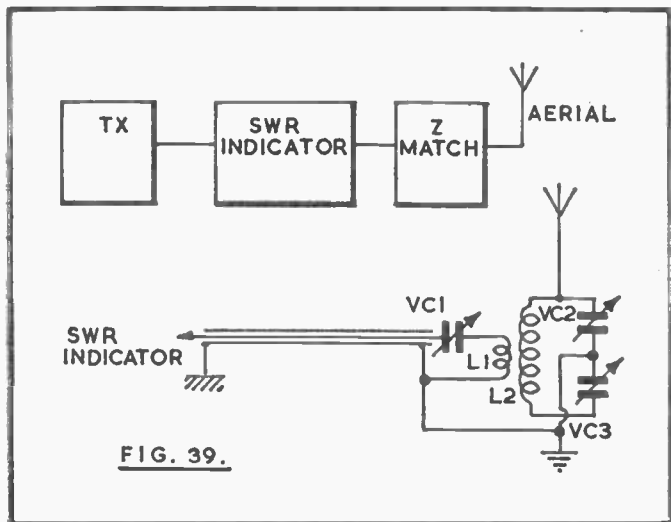 TX
SWR
INDICATOR
Z
MATCH
AERIAL
SWR
INDICATOR
VC1
L1
L2
VC2
VC3
FIG. 39.